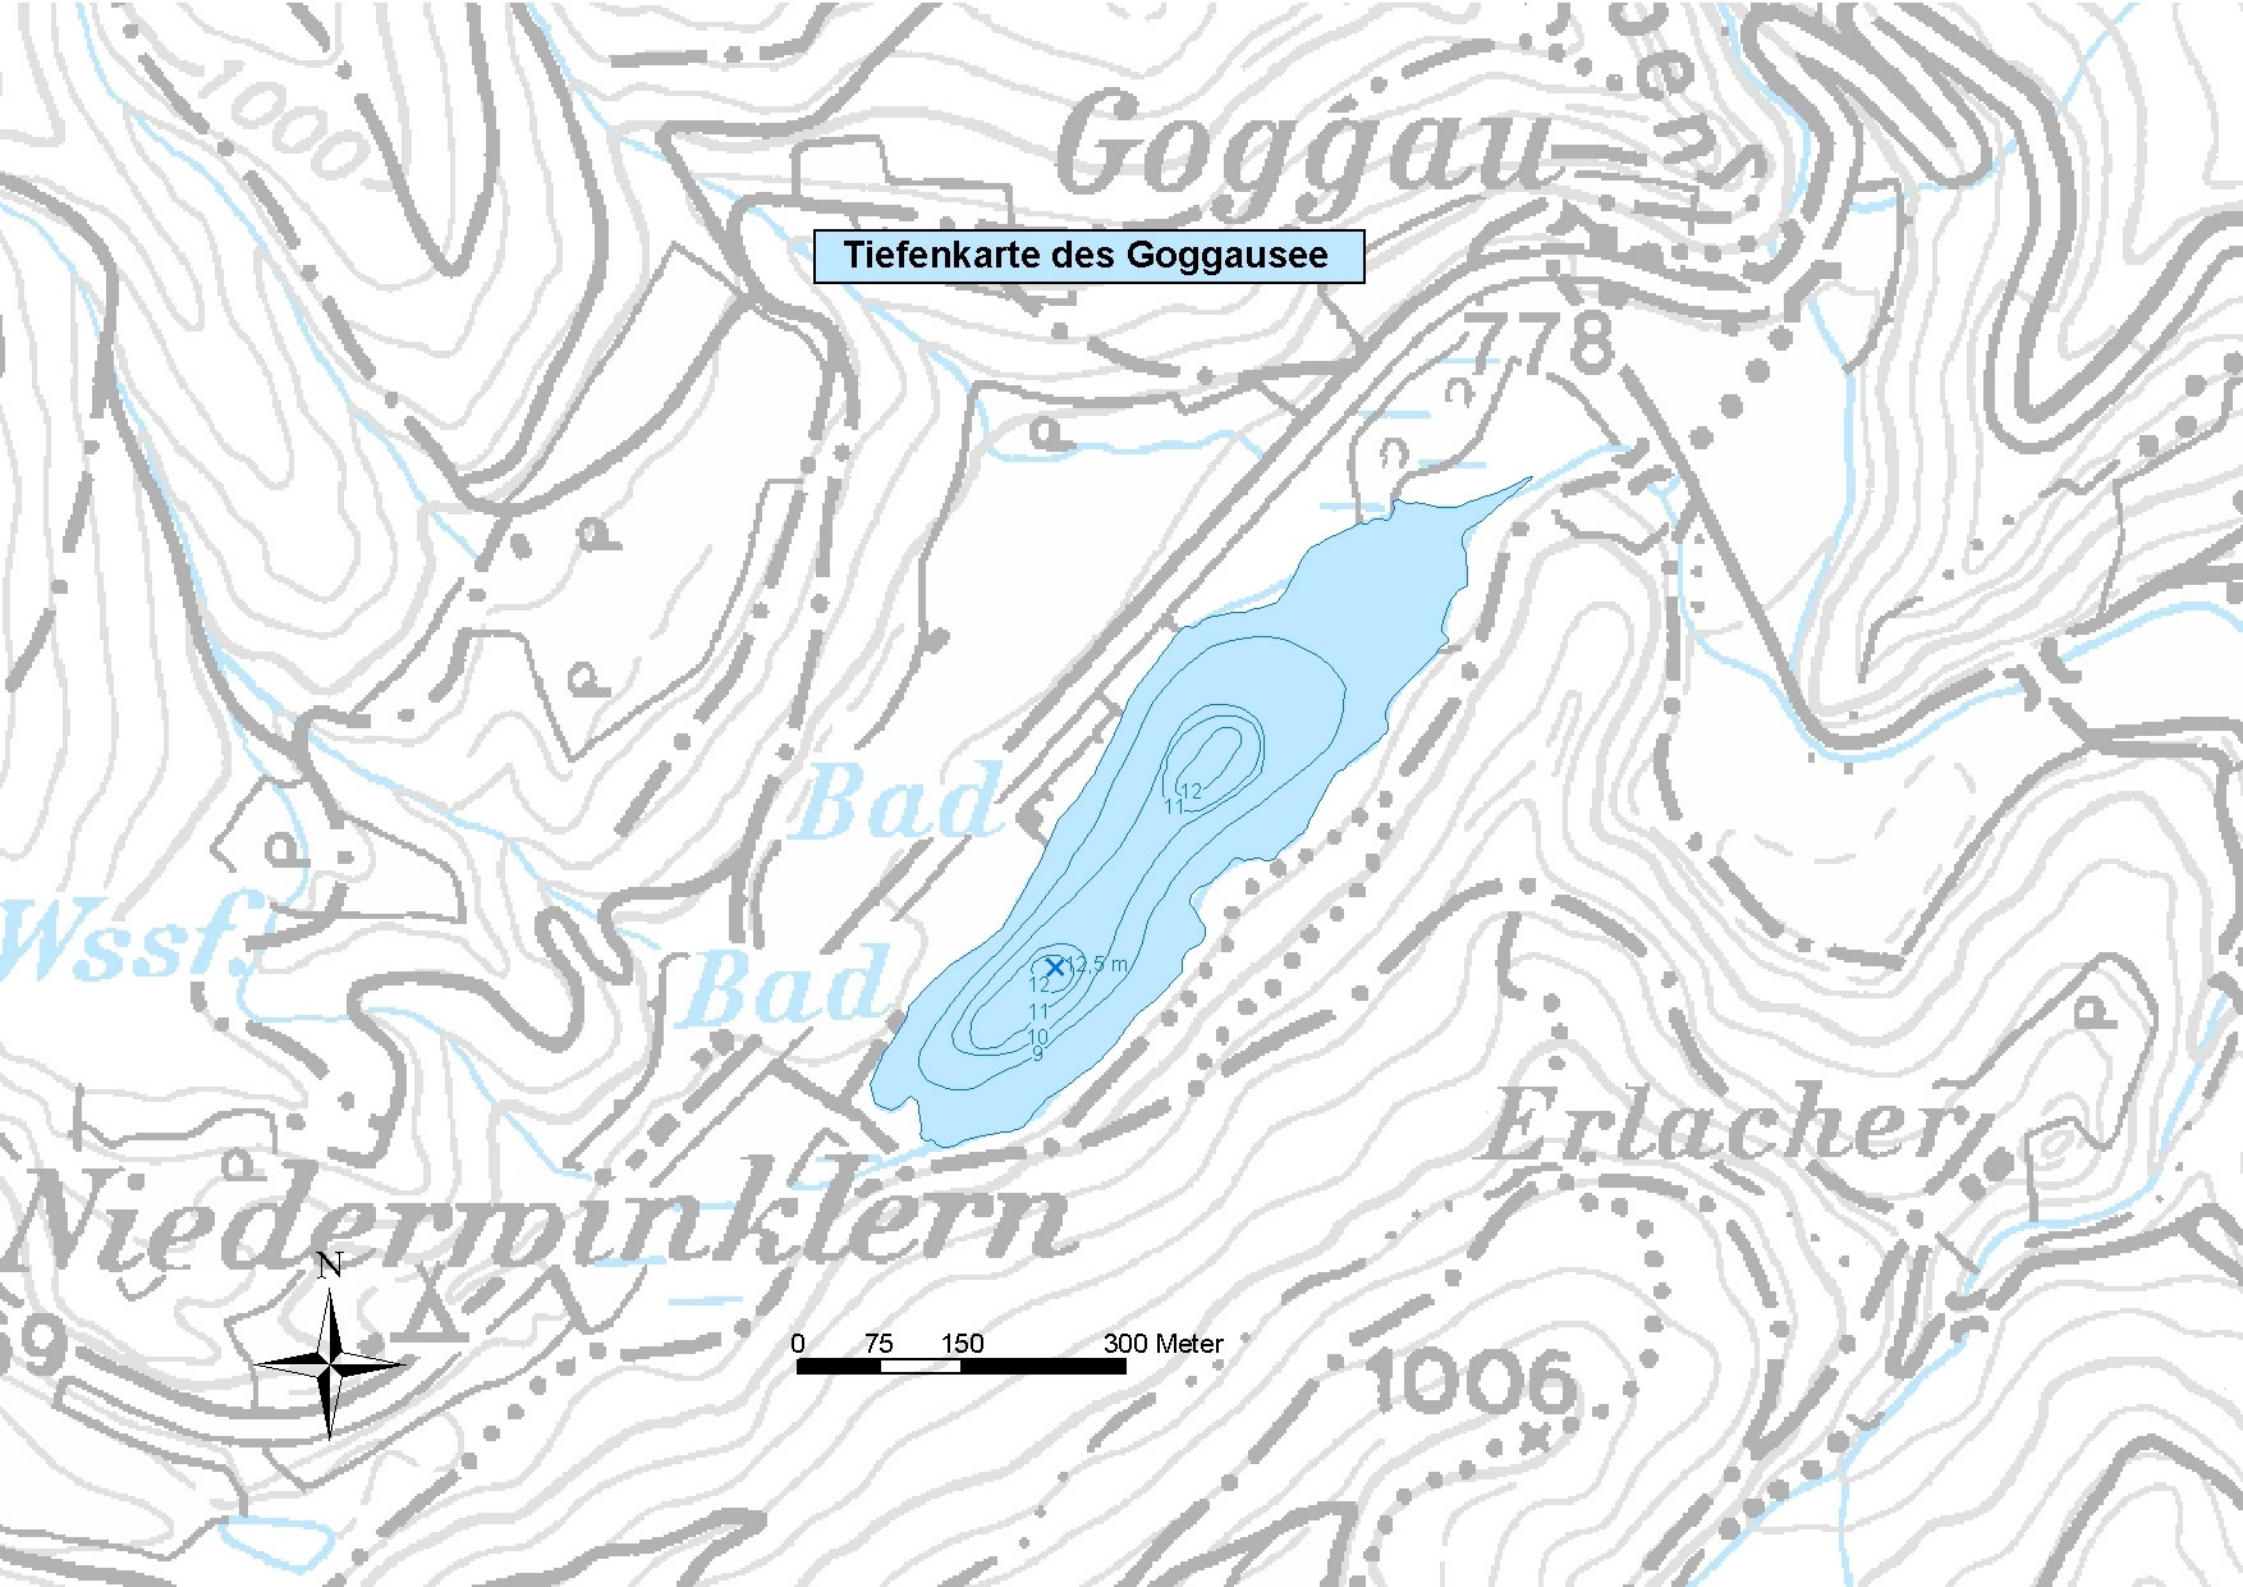 1000
Goggau
Tiefenkarte des Goggausee
778
Bad
12
11
Wssf.
Bad
12,5 m
12
11
10
9
Erlacher
Niederwinklern
N
0 75 150 300 Meter
1006